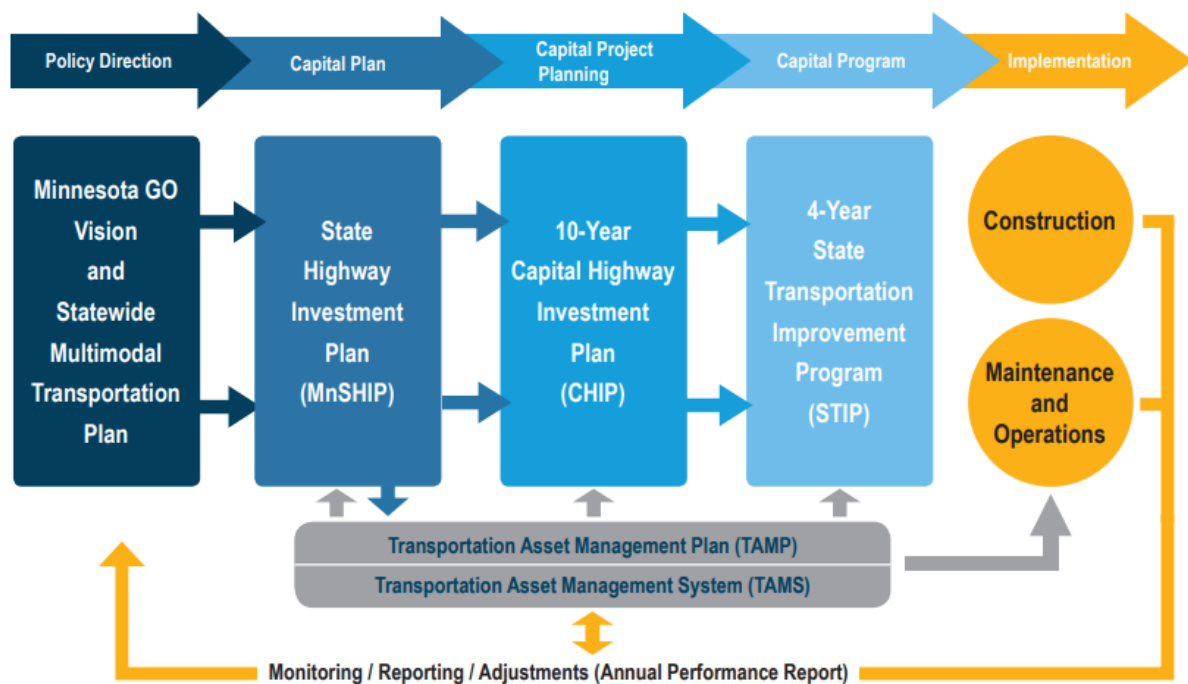 Policy Direction
Capital Plan
Capital Project
Planning
Capital Program
Implementation
Minnesota GO
Vision
and
Statewide
Multimodal
Transportation
Plan
State
Highway
Investment
Plan
(MnSHIP)
10-Year
Capital Highway
Investment
Plan
(CHIP)
4-Year
State
Transportation
Improvement
Program
(STIP)
Construction
Maintenance
and
Operations
Transportation Asset Management Plan (TAMP)
Transportation Asset Management System (TAMS)
Monitoring / Reporting / Adjustments (Annual Performance Report)